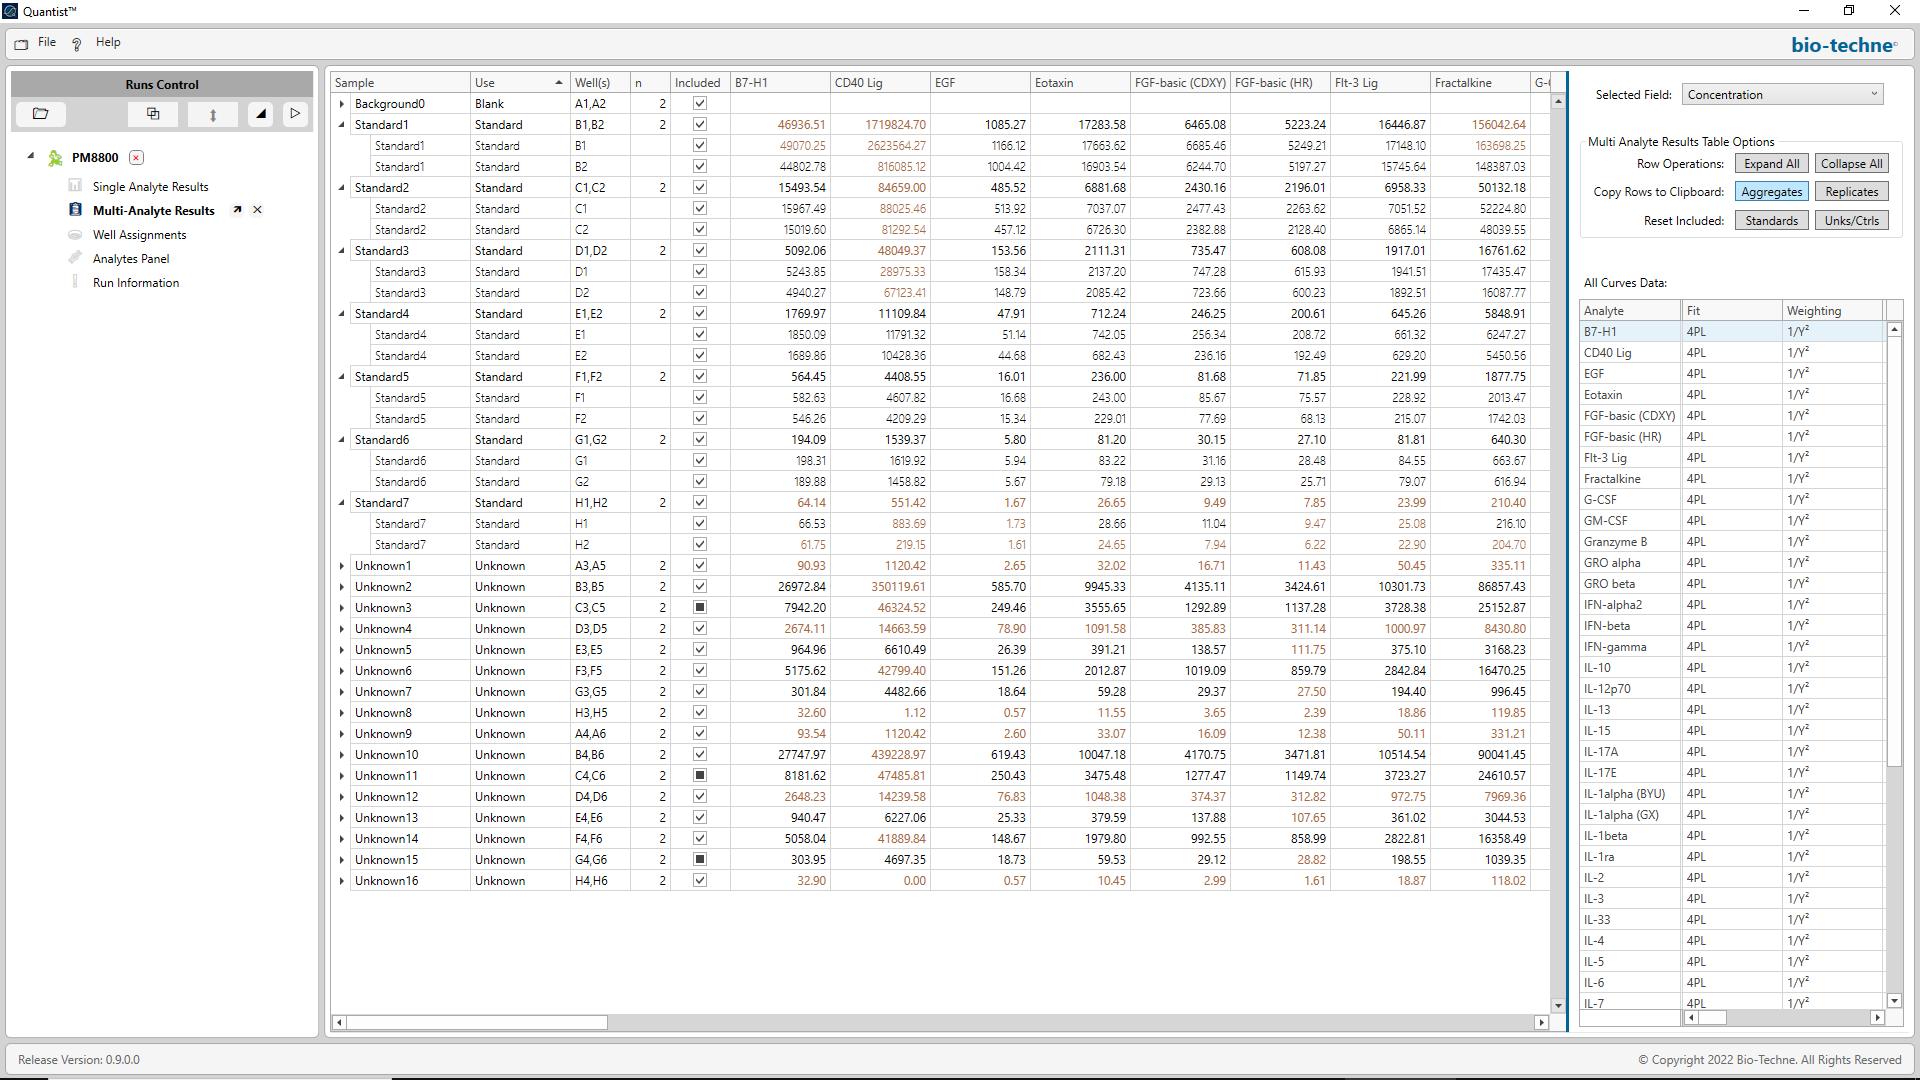 Quantist™
File Help bio-techne®
Runs Control
PM8800
Single Analyte Results
Multi-Analyte Results
Well Assignments
Analytes Panel
Run Information
Sample Use Well(s) n Included B7-H1 CD40 Lig EGF Eotaxin FGF-basic (CDXY) FGF-basic (HR) Flt-3 Lig Fractalkine G-C
Background0 Blank A1,A2 2
Standard1 Standard B1,B2 2 46936.51 1719824.70 1085.27 17283.58 6465.08 5223.24 16446.87 156042.64
Standard1 Standard B1 49070.25 2623564.27 1166.12 17663.62 6685.46 5249.21 17148.10 163698.25
Standard1 Standard B2 44802.78 816085.12 1004.42 16903.54 6244.70 5197.27 15745.64 148387.03
Standard2 Standard C1,C2 2 15493.54 84659.00 485.52 6881.68 2430.16 2196.01 6958.33 50132.18
Standard2 Standard C1 15967.49 88025.46 513.92 7037.07 2477.43 2263.62 7051.52 52224.80
Standard2 Standard C2 15019.60 81292.54 457.12 6726.30 2382.88 2128.40 6865.14 48039.55
Standard3 Standard D1,D2 2 5092.06 48049.37 153.56 2111.31 735.47 608.08 1917.01 16761.62
Standard3 Standard D1 5243.85 28975.33 158.34 2137.20 747.28 615.93 1941.51 17435.47
Standard3 Standard D2 4940.27 67123.41 148.79 2085.42 723.66 600.23 1892.51 16087.77
Standard4 Standard E1,E2 2 1769.97 11109.84 47.91 712.24 246.25 200.61 645.26 5848.91
Standard4 Standard E1 1850.09 11791.32 51.14 742.05 256.34 208.72 661.32 6247.27
Standard4 Standard E2 1689.86 10428.36 44.68 682.43 236.16 192.49 629.20 5450.56
Standard5 Standard F1,F2 2 564.45 4408.55 16.01 236.00 81.68 71.85 221.99 1877.75
Standard5 Standard F1 582.63 4607.82 16.68 243.00 85.67 75.57 228.92 2013.47
Standard5 Standard F2 546.26 4209.29 15.34 229.01 77.69 68.13 215.07 1742.03
Standard6 Standard G1,G2 2 194.09 1539.37 5.80 81.20 30.15 27.10 81.81 640.30
Standard6 Standard G1 198.31 1619.92 5.94 83.22 31.16 28.48 84.55 663.67
Standard6 Standard G2 189.88 1458.82 5.67 79.18 29.13 25.71 79.07 616.94
Standard7 Standard H1,H2 2 64.14 551.42 1.67 26.65 9.49 7.85 23.99 210.40
Standard7 Standard H1 66.53 883.69 1.73 28.66 11.04 9.47 25.08 216.10
Standard7 Standard H2 61.75 219.15 1.61 24.65 7.94 6.22 22.90 204.70
Unknown1 Unknown A3,A5 2 90.93 1120.42 2.65 32.02 16.71 11.43 50.45 335.11
Unknown2 Unknown B3,B5 2 26972.84 350119.61 585.70 9945.33 4135.11 3424.61 10301.73 86857.43
Unknown3 Unknown C3,C5 2 7942.20 46324.52 249.46 3555.65 1292.89 1137.28 3728.38 25152.87
Unknown4 Unknown D3,D5 2 2674.11 14663.59 78.90 1091.58 385.83 311.14 1000.97 8430.80
Unknown5 Unknown E3,E5 2 964.96 6610.49 26.39 391.21 138.57 111.75 375.10 3168.23
Unknown6 Unknown F3,F5 2 5175.62 42799.40 151.26 2012.87 1019.09 859.79 2842.84 16470.25
Unknown7 Unknown G3,G5 2 301.84 4482.66 18.64 59.28 29.37 27.50 194.40 996.45
Unknown8 Unknown H3,H5 2 32.60 1.12 0.57 11.55 3.65 2.39 18.86 119.85
Unknown9 Unknown A4,A6 2 93.54 1120.42 2.60 33.07 16.09 12.38 50.11 331.21
Unknown10 Unknown B4,B6 2 27747.97 439228.97 619.43 10047.18 4170.75 3471.81 10514.54 90041.45
Unknown11 Unknown C4,C6 2 8181.62 47485.81 250.43 3475.48 1277.47 1149.74 3723.27 24610.57
Unknown12 Unknown D4,D6 2 2648.23 14239.58 76.83 1048.38 374.37 312.82 972.75 7969.36
Unknown13 Unknown E4,E6 2 940.47 6227.06 25.33 379.59 137.88 107.65 361.02 3044.53
Unknown14 Unknown F4,F6 2 5058.04 41889.84 148.67 1979.80 992.55 858.99 2822.81 16358.49
Unknown15 Unknown G4,G6 2 303.95 4697.35 18.73 59.53 29.12 28.82 198.55 1039.35
Unknown16 Unknown H4,H6 2 32.90 0.00 0.57 10.45 2.99 1.61 18.87 118.02
Selected Field: Concentration
Multi Analyte Results Table Options
Row Operations: Expand All Collapse All
Copy Rows to Clipboard: Aggregates Replicates
Reset Included: Standards Unks/Ctrls
All Curves Data:
Analyte Fit Weighting
B7-H1 4PL 1/Y²
CD40 Lig 4PL 1/Y²
EGF 4PL 1/Y²
Eotaxin 4PL 1/Y²
FGF-basic (CDXY) 4PL 1/Y²
FGF-basic (HR) 4PL 1/Y²
Flt-3 Lig 4PL 1/Y²
Fractalkine 4PL 1/Y²
G-CSF 4PL 1/Y²
GM-CSF 4PL 1/Y²
Granzyme B 4PL 1/Y²
GRO alpha 4PL 1/Y²
GRO beta 4PL 1/Y²
IFN-alpha2 4PL 1/Y²
IFN-beta 4PL 1/Y²
IFN-gamma 4PL 1/Y²
IL-10 4PL 1/Y²
IL-12p70 4PL 1/Y²
IL-13 4PL 1/Y²
IL-15 4PL 1/Y²
IL-17A 4PL 1/Y²
IL-17E 4PL 1/Y²
IL-1alpha (BYU) 4PL 1/Y²
IL-1alpha (GX) 4PL 1/Y²
IL-1beta 4PL 1/Y²
IL-1ra 4PL 1/Y²
IL-2 4PL 1/Y²
IL-3 4PL 1/Y²
IL-33 4PL 1/Y²
IL-4 4PL 1/Y²
IL-5 4PL 1/Y²
IL-6 4PL 1/Y²
IL-7 4PL 1/Y²
Release Version: 0.9.0.0 © Copyright 2022 Bio-Techne. All Rights Reserved